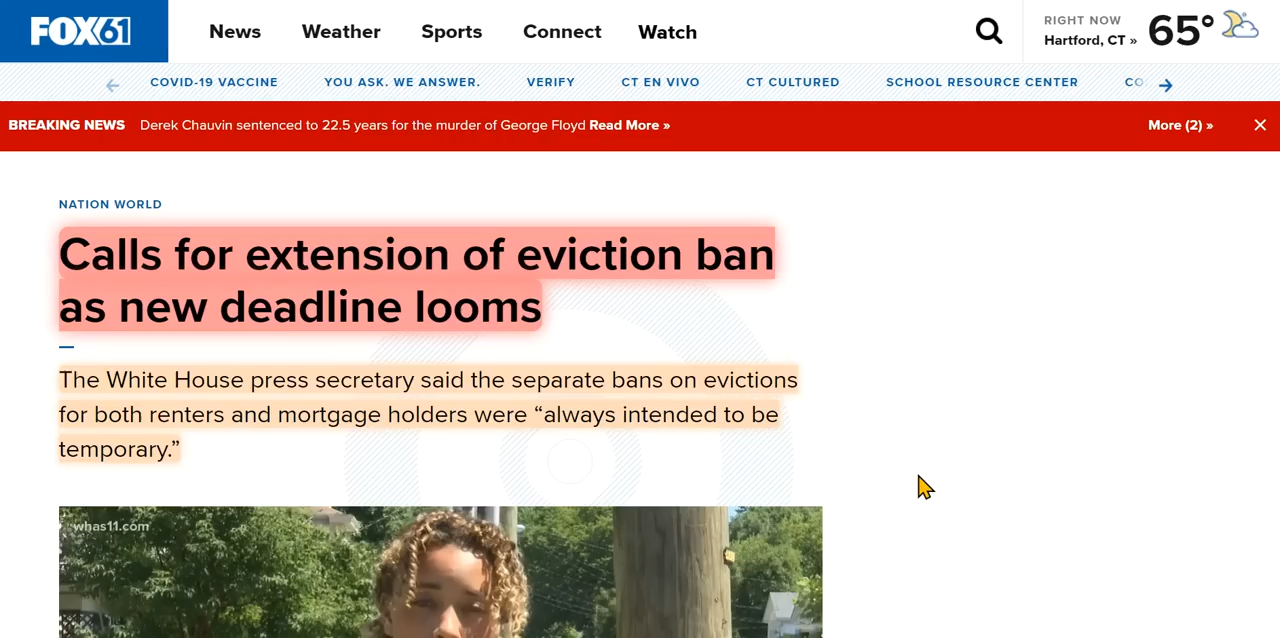 FOX61
News Weather Sports Connect Watch
RIGHT NOW
Hartford, CT » 65°
COVID-19 VACCINE YOU ASK. WE ANSWER. VERIFY CT EN VIVO CT CULTURED SCHOOL RESOURCE CENTER
BREAKING NEWS Derek Chauvin sentenced to 22.5 years for the murder of George Floyd Read More » More (2) »
NATION WORLD
Calls for extension of eviction ban
as new deadline looms
The White House press secretary said the separate bans on evictions
for both renters and mortgage holders were “always intended to be
temporary.”
whas11.com